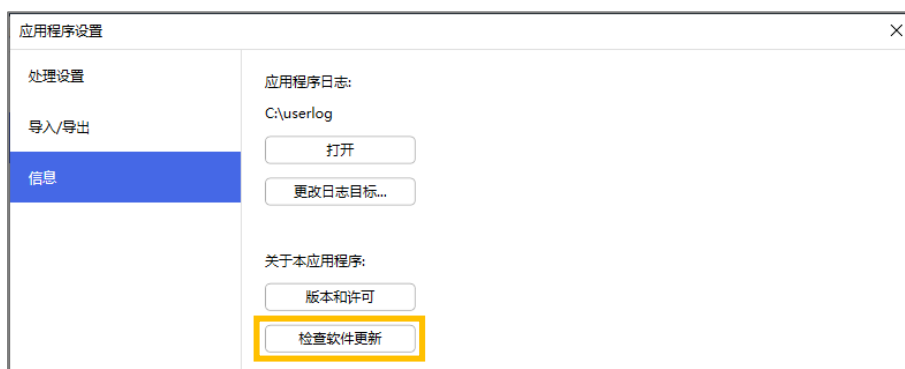 应用程序设置
处理设置
导入/导出
信息
应用程序日志:
C:\userlog
打开
更改日志目标...
关于本应用程序:
版本和许可
检查软件更新